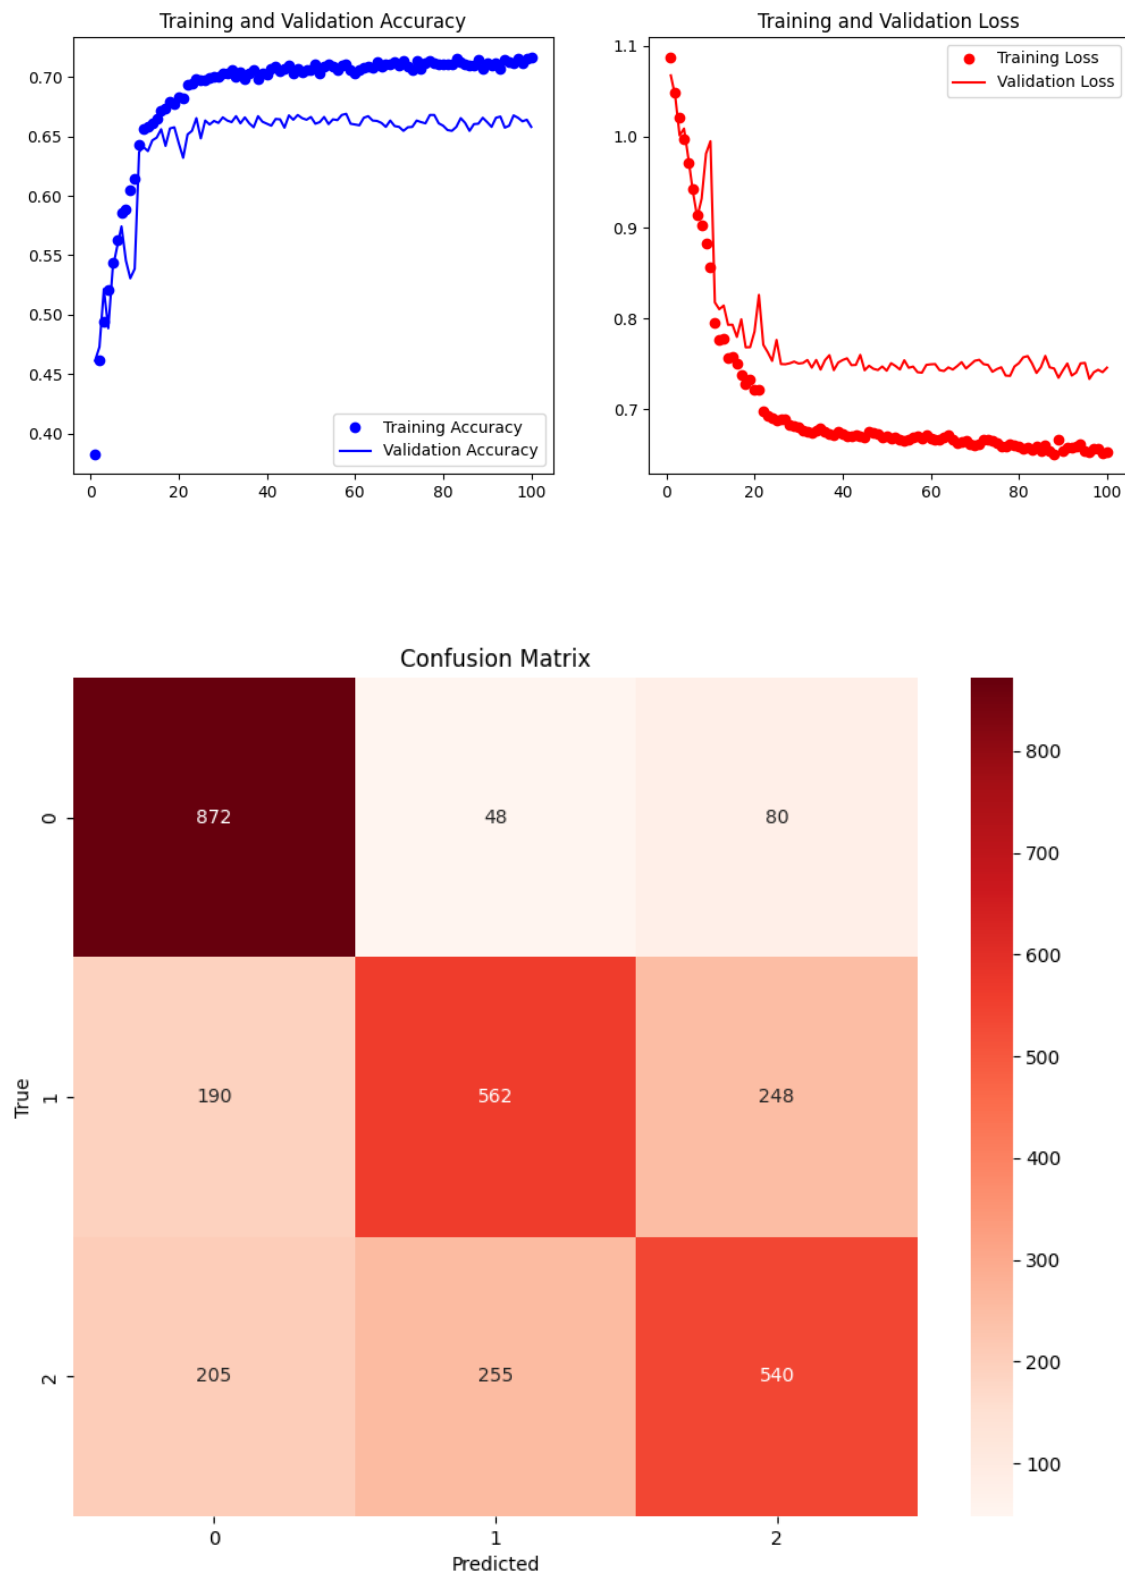 Training and Validation Accuracy
0.70
0.65
0.60
0.55
0.50
0.45
0.40
Training Accuracy
Validation Accuracy
0 20 40 60 80 100
Training and Validation Loss
1.1
1.0
0.9
0.8
0.7
Training Loss
Validation Loss
0 20 40 60 80 100
Confusion Matrix
True
0
872 48 80
1
190 562 248
2
205 255 540
0 1 2
Predicted
800
700
600
500
400
300
200
100